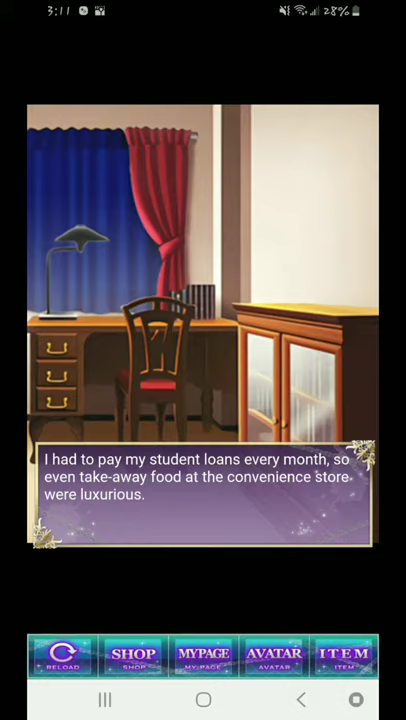 3:11
28%
I had to pay my student loans every month, so
even take-away food at the convenience store
were luxurious.
RELOAD
SHOP
SHOP
MYPAGE
MY PAGE
AVATAR
AVATAR
ITEM
ITEM